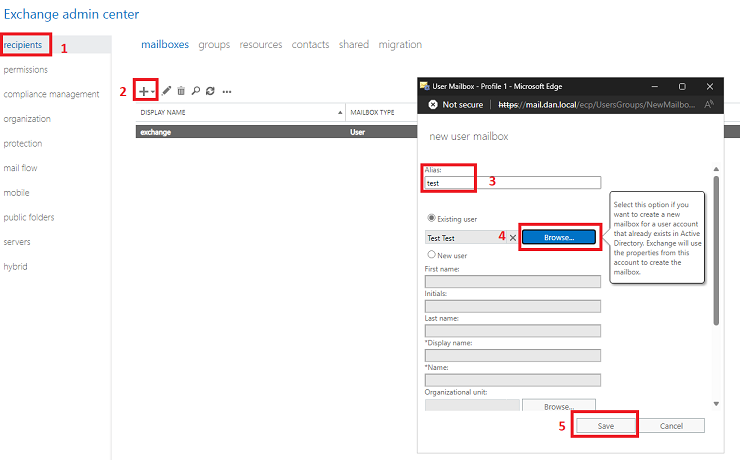 Exchange admin center
recipients
1
permissions
compliance management
organization
protection
mail flow
mobile
public folders
servers
hybrid
mailboxes groups resources contacts shared migration
2
DISPLAY NAME MAILBOX TYPE
exchange User
User Mailbox - Profile 1 - Microsoft Edge
Not secure https://mail.dan.local/ecp/UsersGroups/NewMailbo...
new user mailbox
Alias:
test
3
Existing user
Test Test
4
Browse...
New user
First name:
Initials:
Last name:
*Display name:
*Name:
Organizational unit:
Browse...
5
Save Cancel
Select this option if you
want to create a new
mailbox for a user account
that already exists in Active
Directory. Exchange will use
the properties from this
account to create the
mailbox.